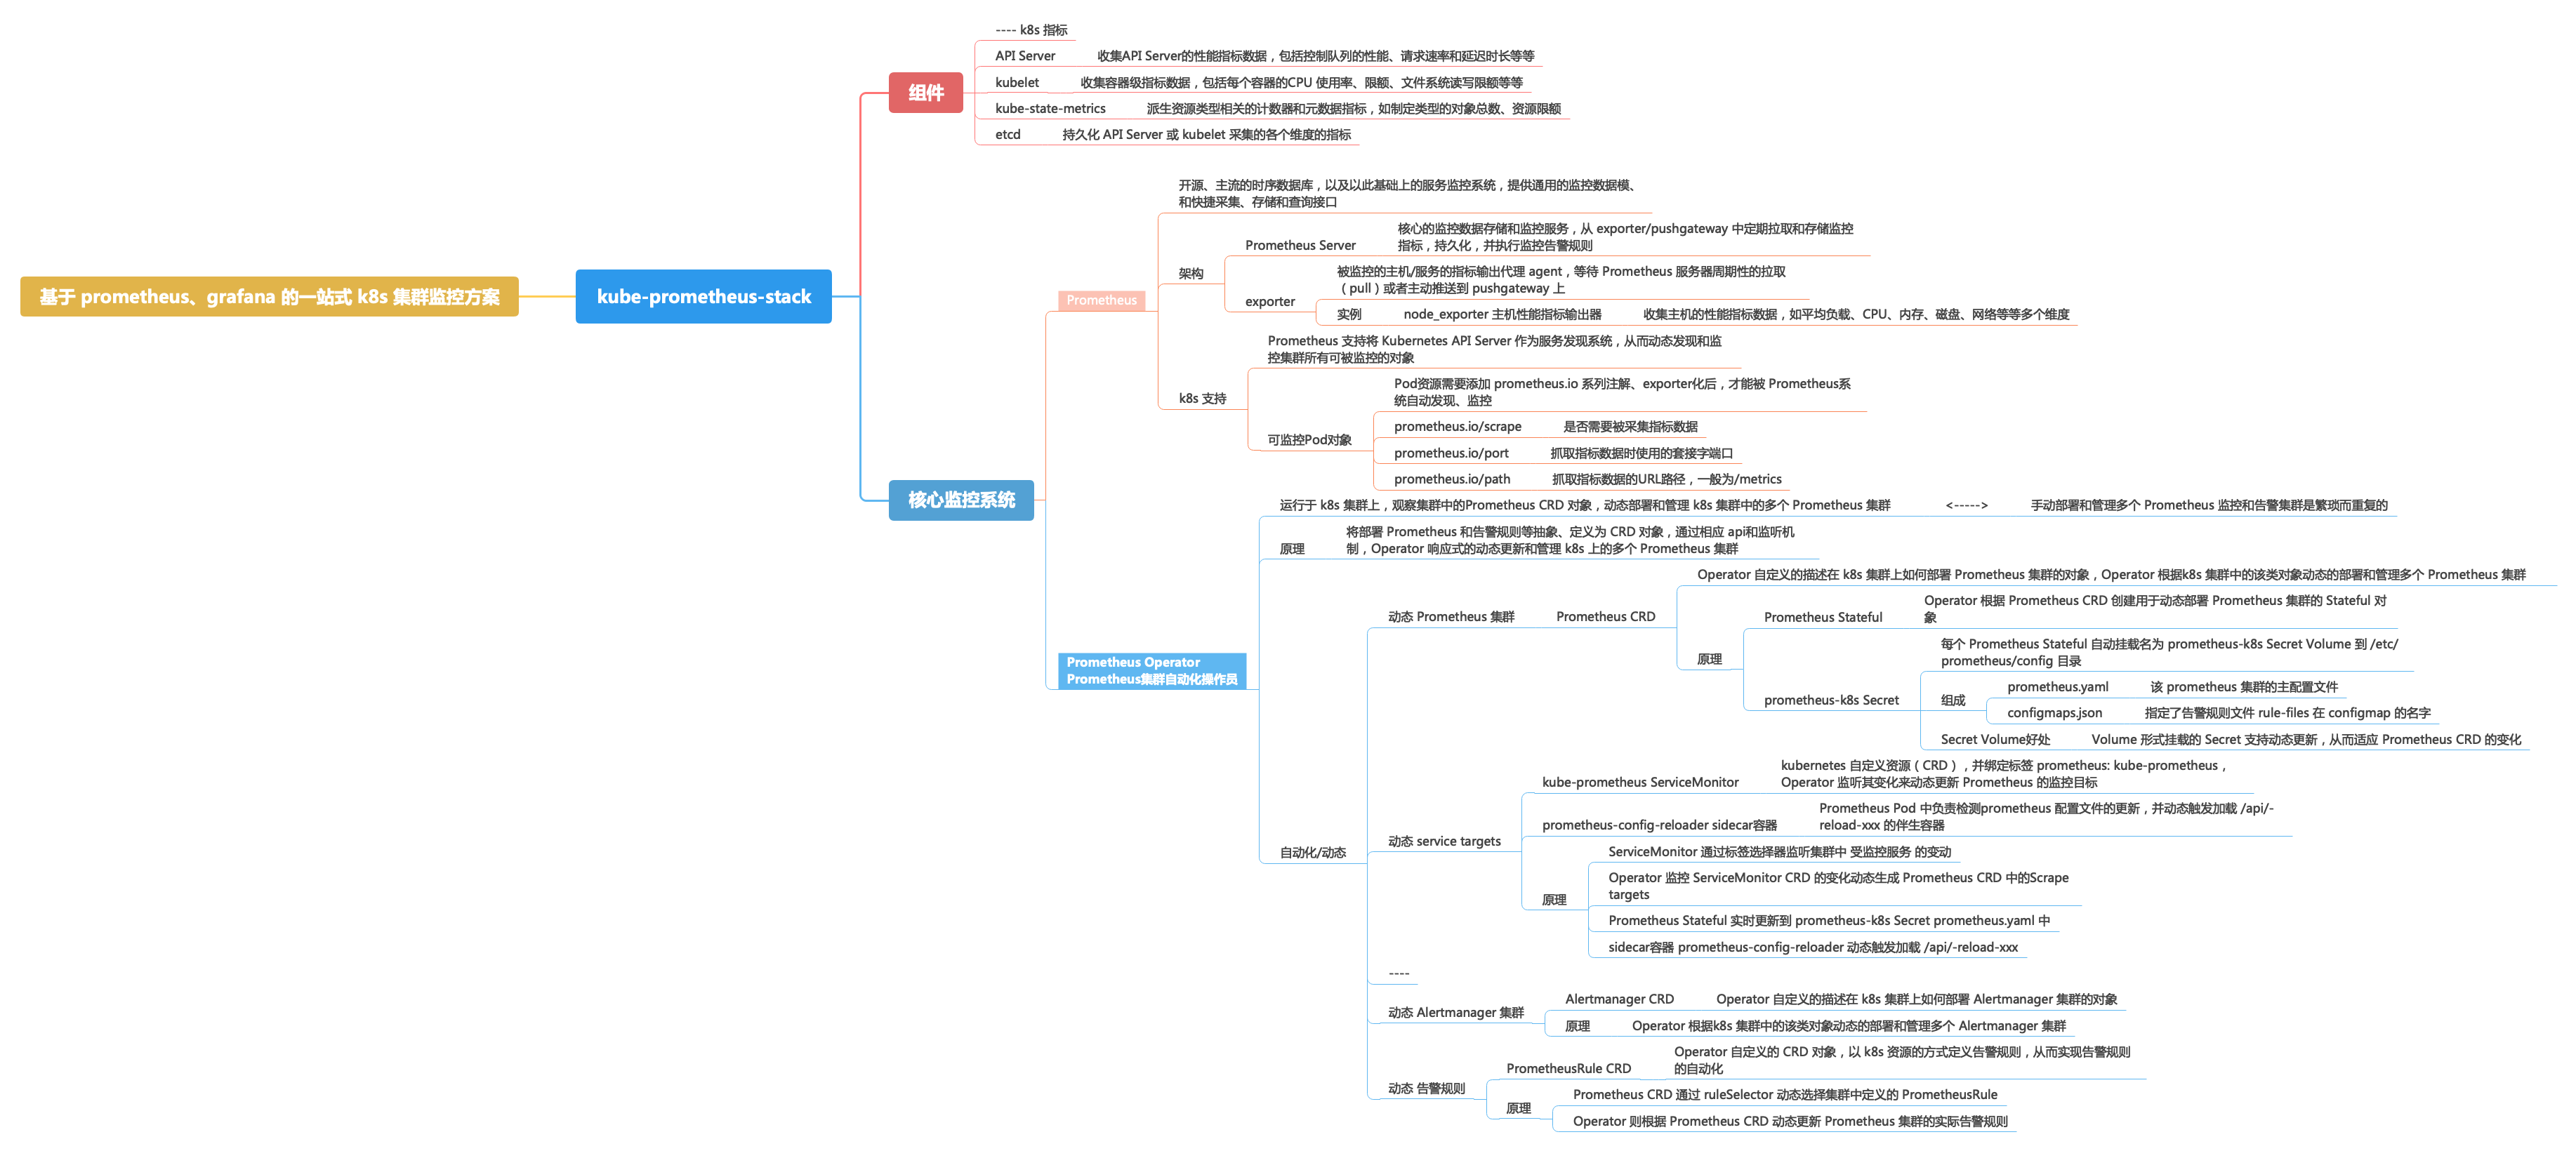 基于 prometheus、grafana 的一站式 k8s 集群监控方案
kube-prometheus-stack
组件
---- k8s 指标
API Server
收集API Server的性能指标数据，包括控制队列的性能、请求速率和延迟时长等等
kubelet
收集容器级指标数据，包括每个容器的CPU 使用率、限额、文件系统读写限额等等
kube-state-metrics
派生资源类型相关的计数器和元数据指标，如制定类型的对象总数、资源限额
etcd
持久化 API Server 或 kubelet 采集的各个维度的指标
核心监控系统
Prometheus
开源、主流的时序数据库，以及以此基础上的服务监控系统，提供通用的监控数据模、
和快捷采集、存储和查询接口
架构
Prometheus Server
核心的监控数据存储和监控服务，从 exporter/pushgateway 中定期拉取和存储监控
指标，持久化，并执行监控告警规则
exporter
被监控的主机/服务的指标输出代理 agent，等待 Prometheus 服务器周期性的拉取
（pull）或者主动推送到 pushgateway 上
实例
node_exporter 主机性能指标输出器
收集主机的性能指标数据，如平均负载、CPU、内存、磁盘、网络等等多个维度
k8s 支持
Prometheus 支持将 Kubernetes API Server 作为服务发现系统，从而动态发现和监
控集群所有可被监控的对象
可监控Pod对象
Pod资源需要添加 prometheus.io 系列注解、exporter化后，才能被 Prometheus系
统自动发现、监控
prometheus.io/scrape
是否需要被采集指标数据
prometheus.io/port
抓取指标数据时使用的套接字端口
prometheus.io/path
抓取指标数据的URL路径，一般为/metrics
Prometheus Operator
Prometheus集群自动化操作员
运行于 k8s 集群上，观察集群中的Prometheus CRD 对象，动态部署和管理 k8s 集群中的多个 Prometheus 集群
<----->
手动部署和管理多个 Prometheus 监控和告警集群是繁琐而重复的
原理
将部署 Prometheus 和告警规则等抽象、定义为 CRD 对象，通过相应 api和监听机
制，Operator 响应式的动态更新和管理 k8s 上的多个 Prometheus 集群
自动化/动态
动态 Prometheus 集群
Prometheus CRD
Operator 自定义的描述在 k8s 集群上如何部署 Prometheus 集群的对象，Operator 根据k8s 集群中的该类对象动态的部署和管理多个 Prometheus 集群
原理
Prometheus Stateful
Operator 根据 Prometheus CRD 创建用于动态部署 Prometheus 集群的 Stateful 对
象
prometheus-k8s Secret
每个 Prometheus Stateful 自动挂载名为 prometheus-k8s Secret Volume 到 /etc/
prometheus/config 目录
组成
prometheus.yaml
该 prometheus 集群的主配置文件
configmaps.json
指定了告警规则文件 rule-files 在 configmap 的名字
Secret Volume好处
Volume 形式挂载的 Secret 支持动态更新，从而适应 Prometheus CRD 的变化
动态 service targets
kube-prometheus ServiceMonitor
kubernetes 自定义资源（CRD），并绑定标签 prometheus: kube-prometheus，
Operator 监听其变化来动态更新 Prometheus 的监控目标
prometheus-config-reloader sidecar容器
Prometheus Pod 中负责检测prometheus 配置文件的更新，并动态触发加载 /api/-
reload-xxx 的伴生容器
原理
ServiceMonitor 通过标签选择器监听集群中 受监控服务 的变动
Operator 监控 ServiceMonitor CRD 的变化动态生成 Prometheus CRD 中的Scrape
targets
Prometheus Stateful 实时更新到 prometheus-k8s Secret prometheus.yaml 中
sidecar容器 prometheus-config-reloader 动态触发加载 /api/-reload-xxx
----
动态 Alertmanager 集群
Alertmanager CRD
Operator 自定义的描述在 k8s 集群上如何部署 Alertmanager 集群的对象
原理
Operator 根据k8s 集群中的该类对象动态的部署和管理多个 Alertmanager 集群
动态 告警规则
PrometheusRule CRD
Operator 自定义的 CRD 对象，以 k8s 资源的方式定义告警规则，从而实现告警规则
的自动化
原理
Prometheus CRD 通过 ruleSelector 动态选择集群中定义的 PrometheusRule
Operator 则根据 Prometheus CRD 动态更新 Prometheus 集群的实际告警规则